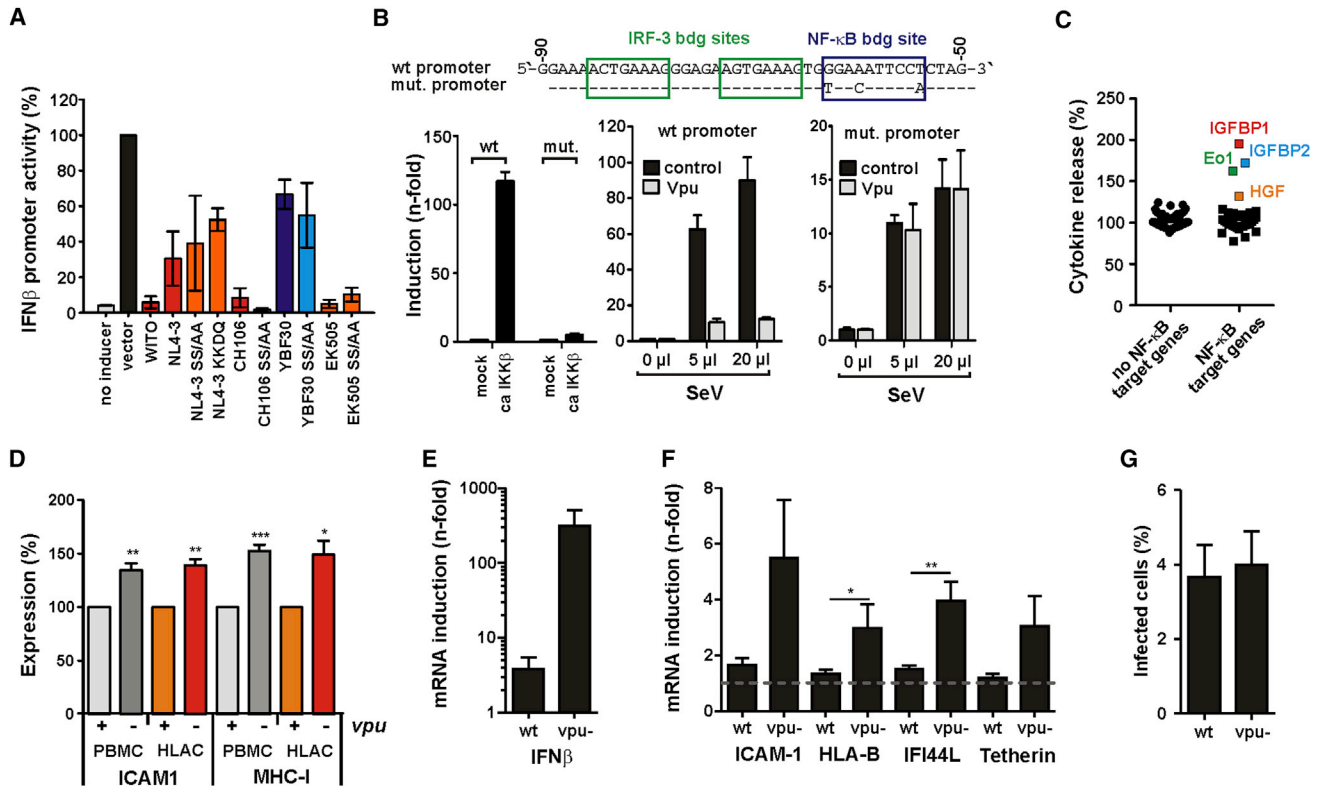 A
IFNβ promoter activity (%)
120
100
80
60
40
20
0
no inducer
vector
WITO
NL4-3
NL4-3 SS/AA
NL4-3 KKDQ
CH106
CH106 SS/AA
YBF30
YBF30 SS/AA
EK505
EK505 SS/AA
B
-90
IRF-3 bdg sites
NF-κB bdg site
-50
wt promoter
5`-GGAAAACTGAAAGGGAGAAGTGAAAGTGGGAAATTCCTCTAG-3`
mut. promoter
T--C
A
Induction (n-fold)
150
100
50
0
wt
mut.
mock
ca IKKβ
mock
ca IKKβ
wt promoter
120
100
80
60
40
20
0
control
Vpu
0 µl
5 µl
20 µl
SeV
mut. promoter
20
15
10
5
0
control
Vpu
0 µl
5 µl
20 µl
SeV
C
Cytokine release (%)
250
200
150
100
50
0
IGFBP1
Eo1
IGFBP2
HGF
no NF-κB target genes
NF-κB target genes
D
Expression (%)
200
150
100
50
0
**
**
***
*
+ - + - + - + - vpu
PBMC HLAC PBMC HLAC
ICAM1 MHC-I
E
mRNA induction (n-fold)
1000
100
10
1
wt vpu-
IFNβ
F
mRNA induction (n-fold)
8
6
4
2
0
*
**
wt vpu- wt vpu- wt vpu- wt vpu-
ICAM-1 HLA-B IFI44L Tetherin
G
Infected cells (%)
6
4
2
0
wt vpu-